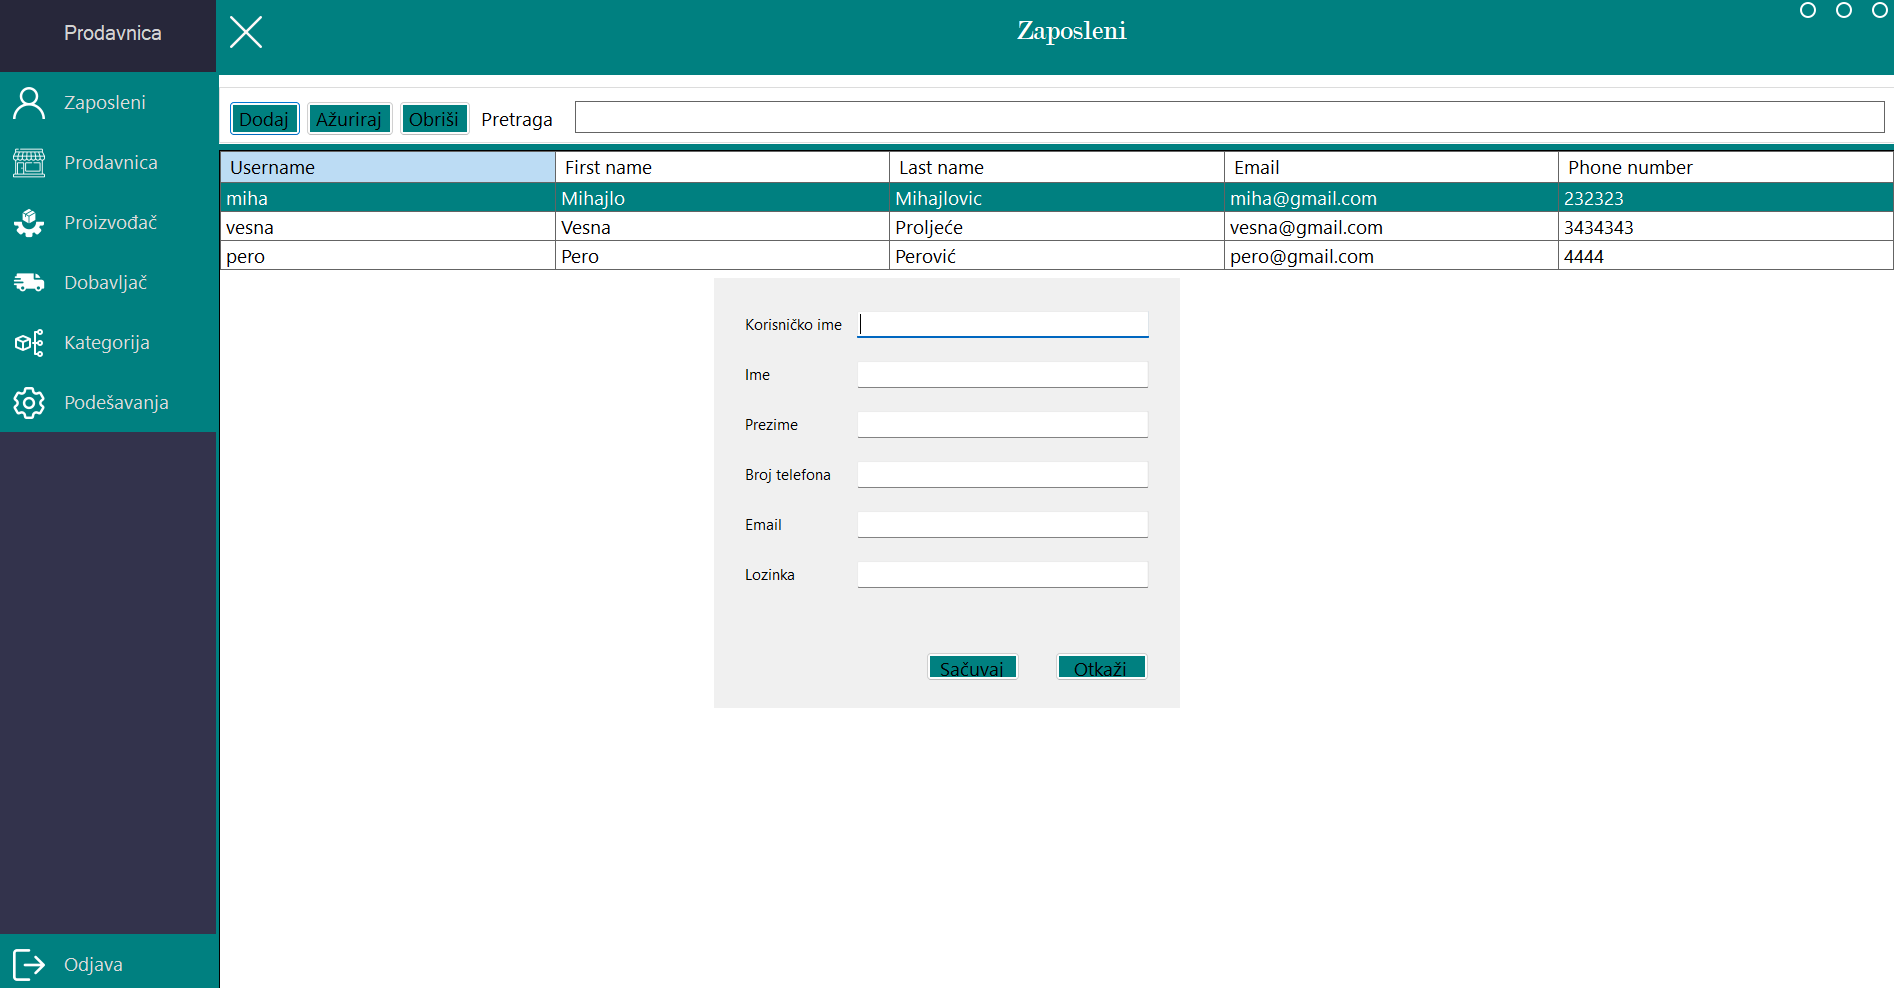 Prodavnica
Zaposleni
Zaposleni
Prodavnica
Proizvođač
Dobavljač
Kategorija
Podešavanja
Odjava
Dodaj Ažuriraj Obriši Pretraga
Username First name Last name Email Phone number
miha Mihajlo Mihajlovic miha@gmail.com 232323
vesna Vesna Proljeće vesna@gmail.com 3434343
pero Pero Perović pero@gmail.com 4444
Korisničko ime
Ime
Prezime
Broj telefona
Email
Lozinka
Sačuvaj Otkaži